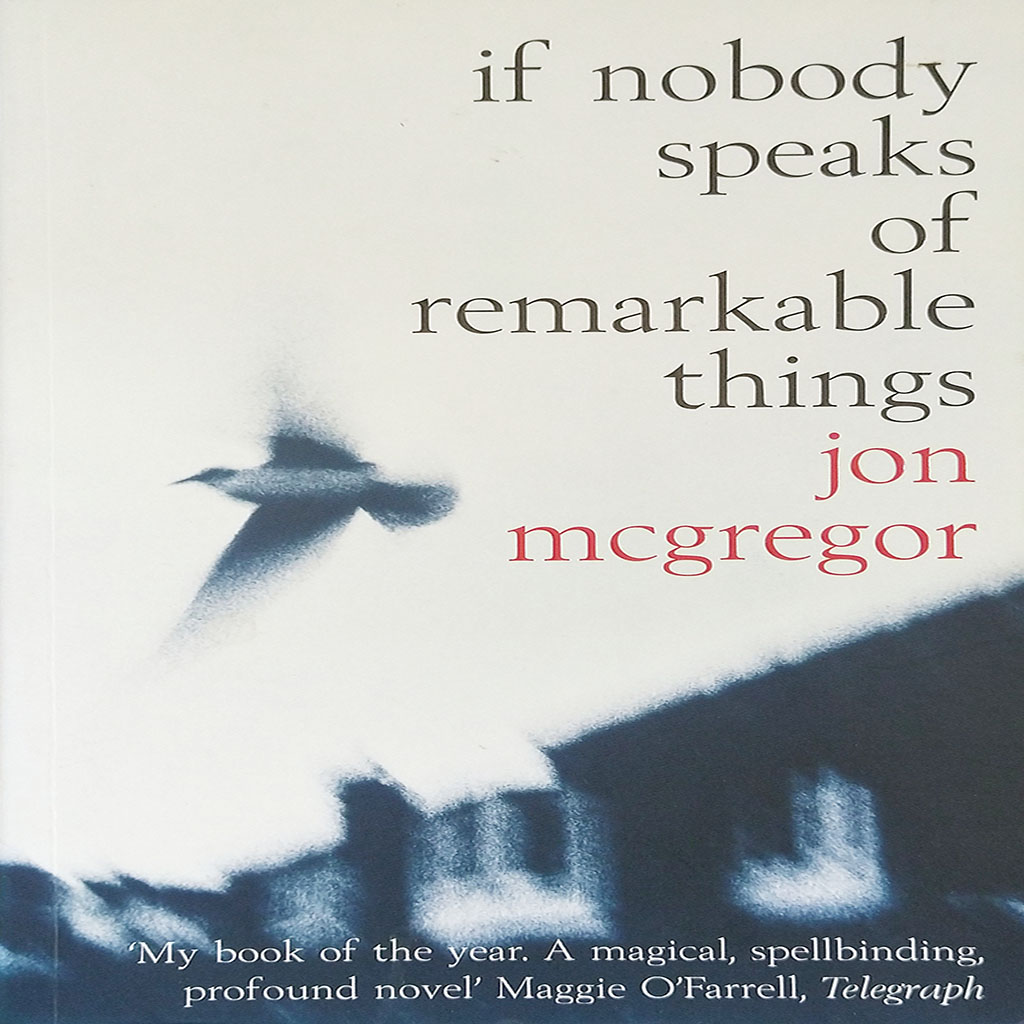 if nobody
speaks
of
remarkable
things
jon
mcgregor
‘My book of the year. A magical, spellbinding,
profound novel’ Maggie O’Farrell, Telegraph